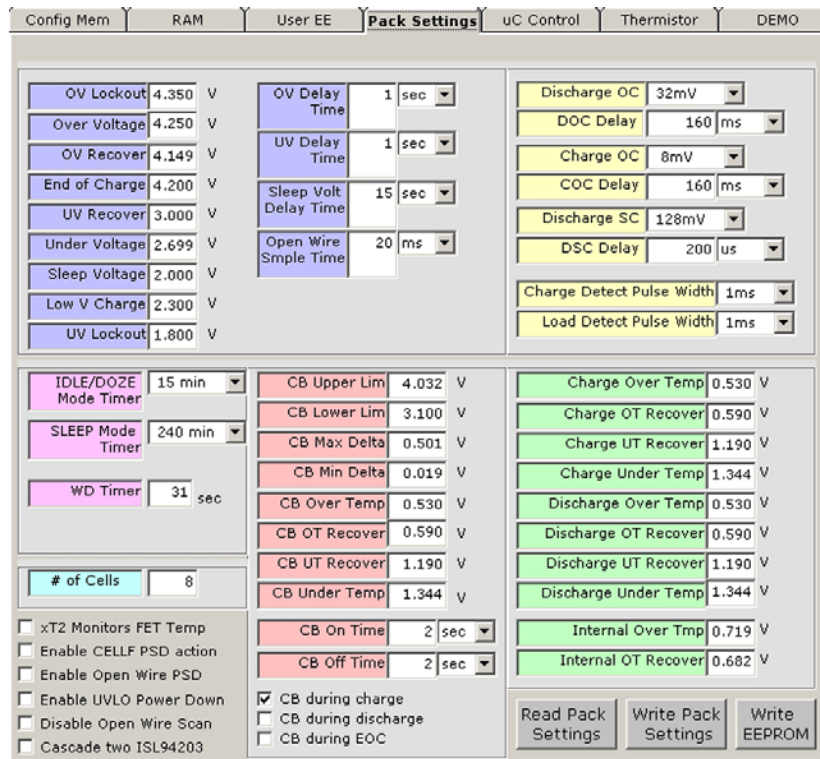 Config Mem RAM User EE Pack Settings uC Control Thermistor DEMO
OV Lockout 4.350 V
Over Voltage 4.250 V
OV Recover 4.149 V
End of Charge 4.200 V
UV Recover 3.000 V
Under Voltage 2.699 V
Sleep Voltage 2.000 V
Low V Charge 2.300 V
UV Lockout 1.800 V
OV Delay 1 sec
Time
UV Delay 1 sec
Time
Sleep Volt 15 sec
Delay Time
Open Wire 20 ms
Smple Time
Discharge OC 32mV
DOC Delay 160 ms
Charge OC 8mV
COC Delay 160 ms
Discharge SC 128mV
DSC Delay 200 us
Charge Detect Pulse Width 1ms
Load Detect Pulse Width 1ms
IDLE/DOZE 15 min
Mode Timer
SLEEP Mode 240 min
Timer
WD Timer 31 sec
# of Cells 8
xT2 Monitors FET Temp
Enable CELLF PSD action
Enable Open Wire PSD
Enable UVLO Power Down
Disable Open Wire Scan
Cascade two ISL94203
CB Upper Lim 4.032 V
CB Lower Lim 3.100 V
CB Max Delta 0.501 V
CB Min Delta 0.019 V
CB Over Temp 0.530 V
CB OT Recover 0.590 V
CB UT Recover 1.190 V
CB Under Temp 1.344 V
CB On Time 2 sec
CB Off Time 2 sec
CB during charge
CB during discharge
CB during EOC
Charge Over Temp 0.530 V
Charge OT Recover 0.590 V
Charge UT Recover 1.190 V
Charge Under Temp 1.344 V
Discharge Over Temp 0.530 V
Discharge OT Recover 0.590 V
Discharge UT Recover 1.190 V
Discharge Under Temp 1.344 V
Internal Over Tmp 0.719 V
Internal OT Recover 0.682 V
Read Pack Write Pack Write
Settings Settings EEPROM